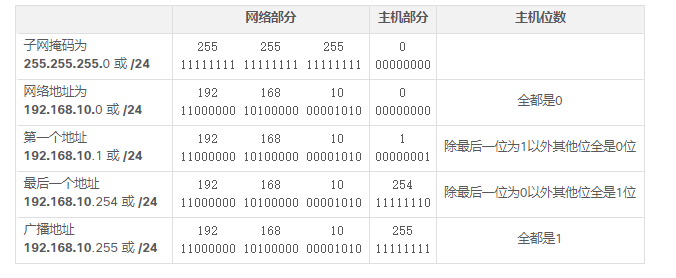 网络部分 主机部分 主机位数
子网掩码为 255 255 255 0
255.255.255.0 或 /24 11111111 11111111 11111111 00000000
网络地址为 192 168 10 0
192.168.10.0 或 /24 11000000 10100000 00001010 00000000
全都是0
第一个地址 192 168 10 1
192.168.10.1 或 /24 11000000 10100000 00001010 00000001
除最后一位为1以外其他位全是0位
最后一个地址 192 168 10 254
192.168.10.254 或 /24 11000000 10100000 00001010 11111110
除最后一位为0以外其他位全是1位
广播地址 192 168 10 255
192.168.10.255 或 /24 11000000 10100000 00001010 11111111
全都是1